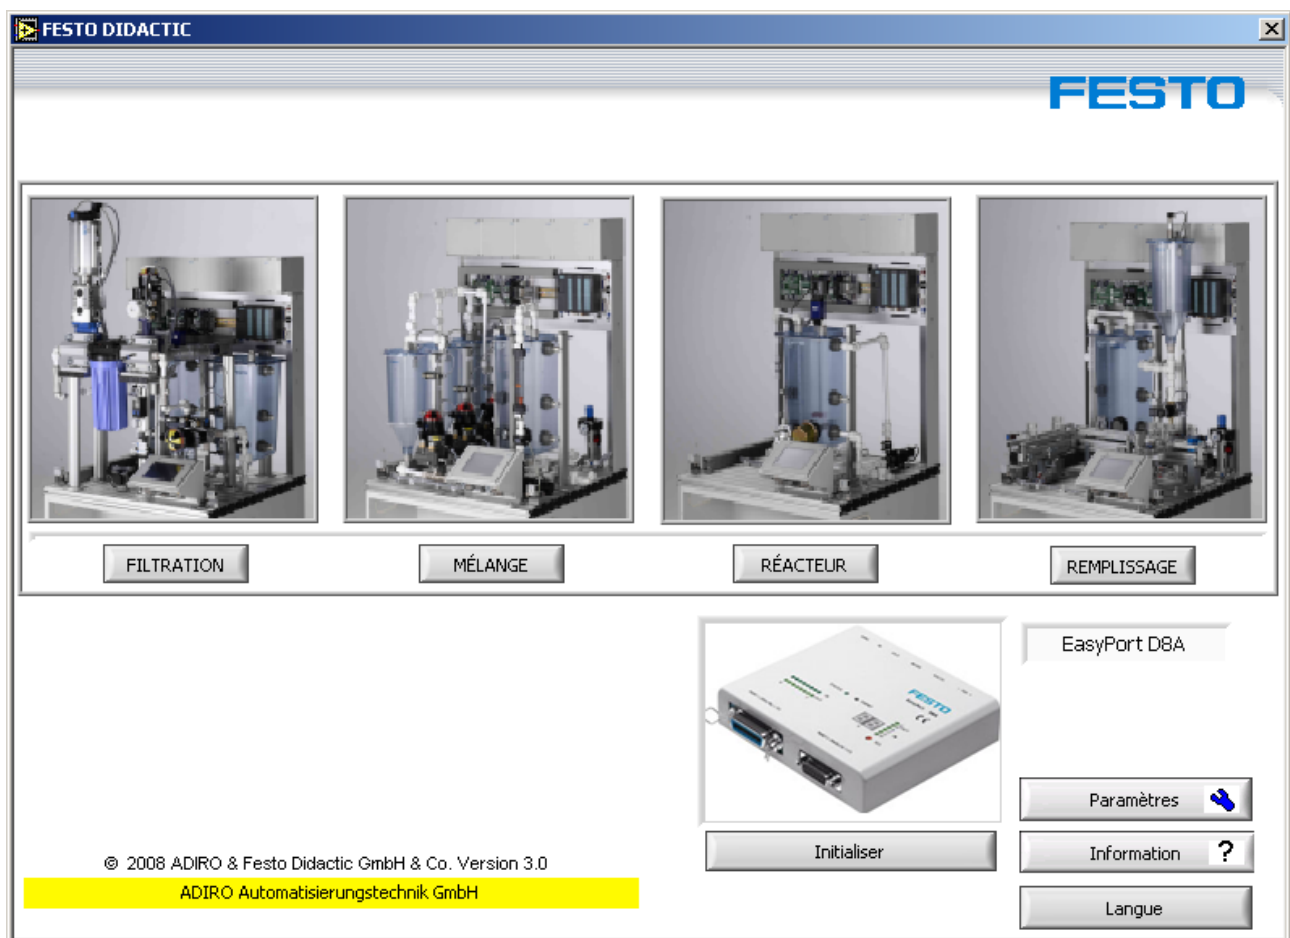 FESTO DIDACTIC
FESTO
FILTRATION
MÉLANGE
RÉACTEUR
REMPLISSAGE
EasyPort D8A
FESTO
Paramètres
Initialiser
Information ?
© 2008 ADIRO & Festo Didactic GmbH & Co. Version 3.0
ADIRO Automatisierungstechnik GmbH
Langue